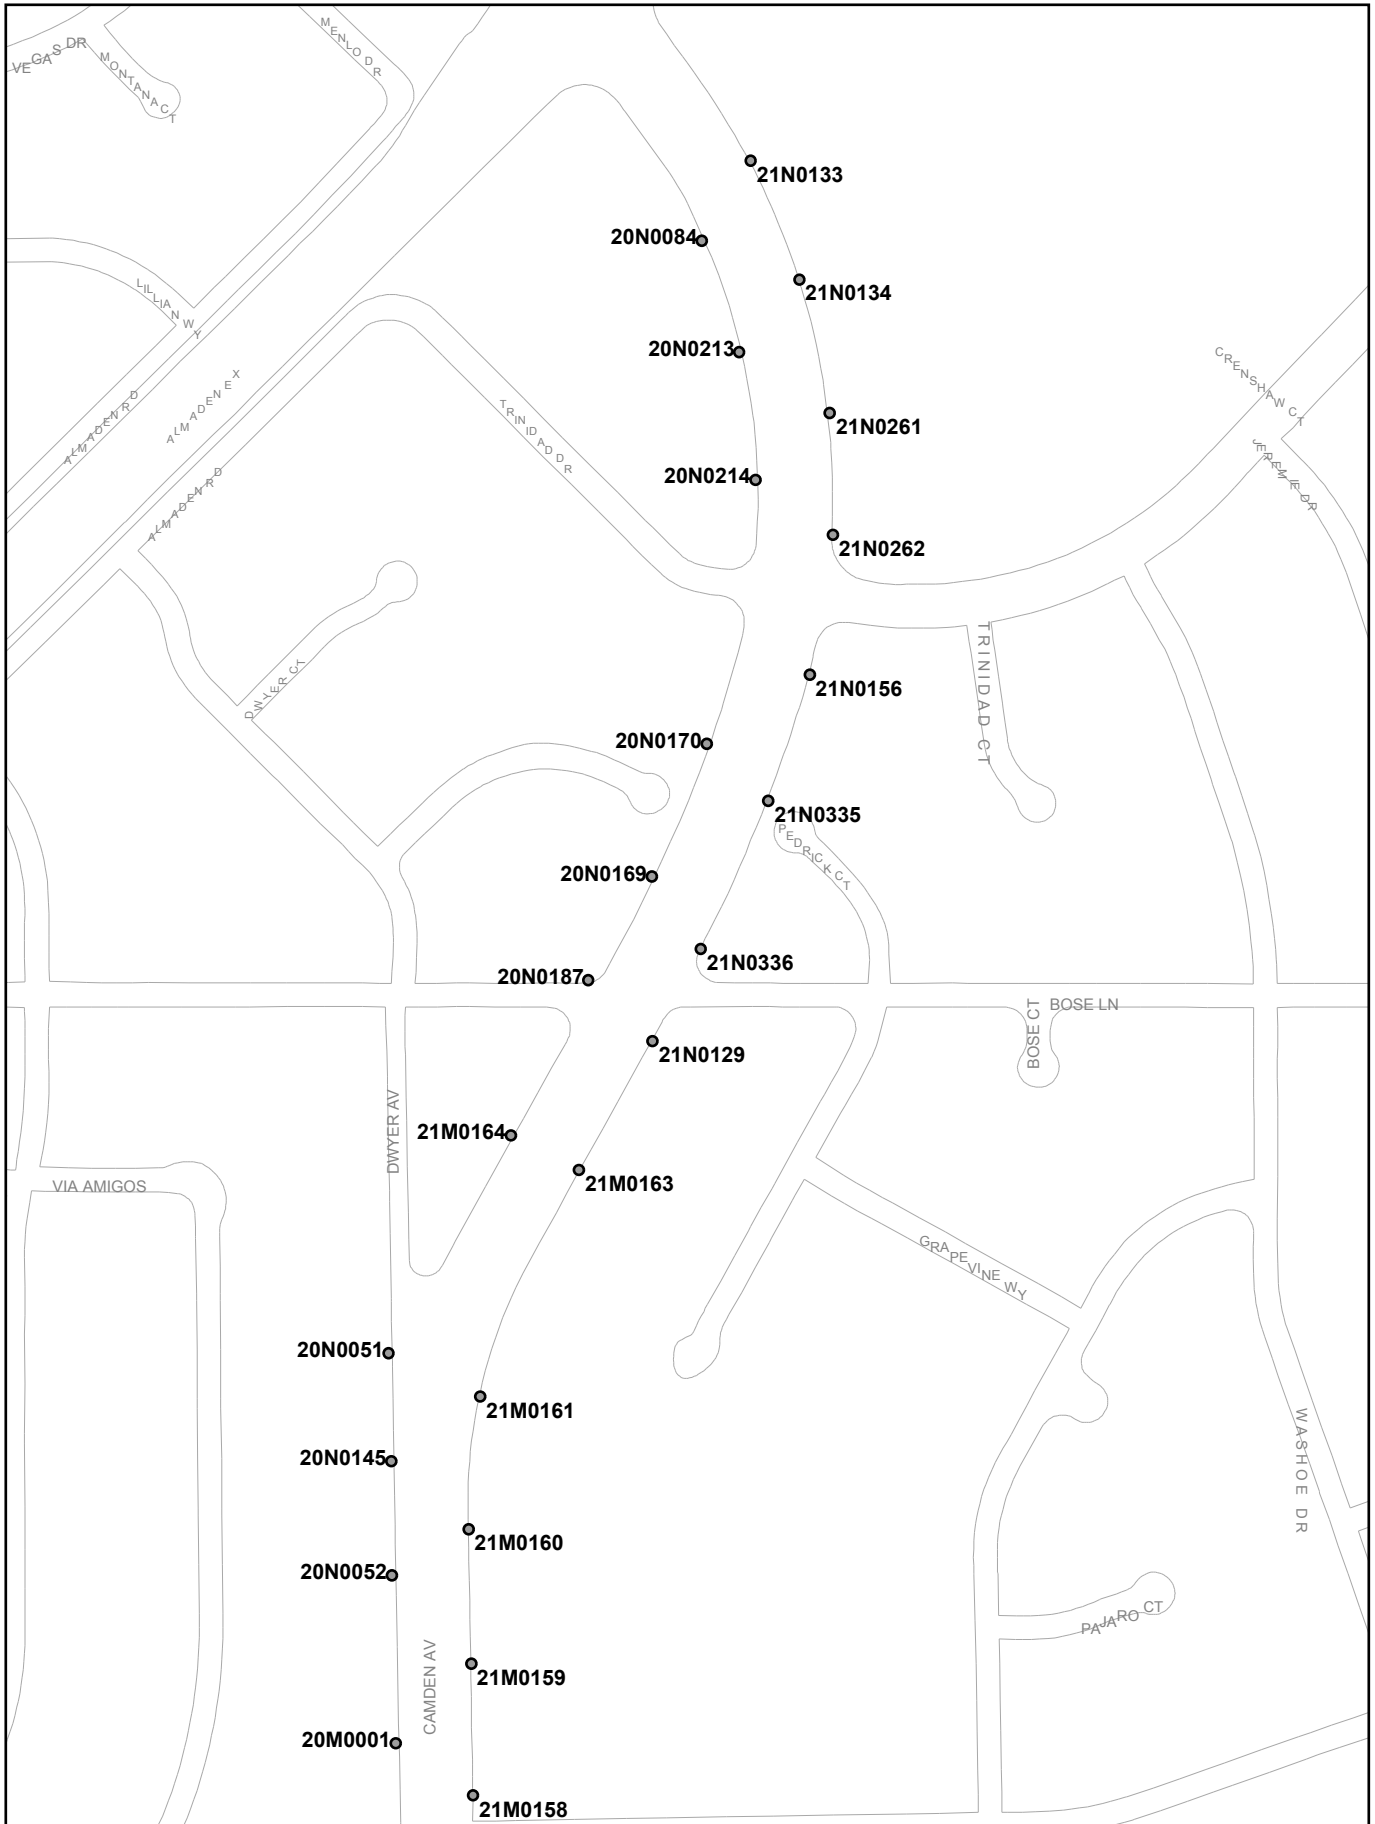 VEGAS DR
MONTANA CT
MENLO DR
21N0133
20N0084
21N0134
LILLIAN WY
20N0213
CRENSHAW CT
ALMADEN RD
ALMADEN EX
TRINIDAD DR
21N0261
JEREMIE DR
ALMADEN RD
20N0214
21N0262
TRINIDAD CT
DWYER CT
21N0156
20N0170
21N0335
PEDRICK CT
20N0169
21N0336
20N0187
BOSE CT
BOSE LN
21N0129
DWYER AV
21M0164
21M0163
VIA AMIGOS
GRAPEVINE WY
20N0051
21M0161
WASHOE DR
20N0145
21M0160
20N0052
PAJARO CT
CAMDEN AV
21M0159
20M0001
21M0158